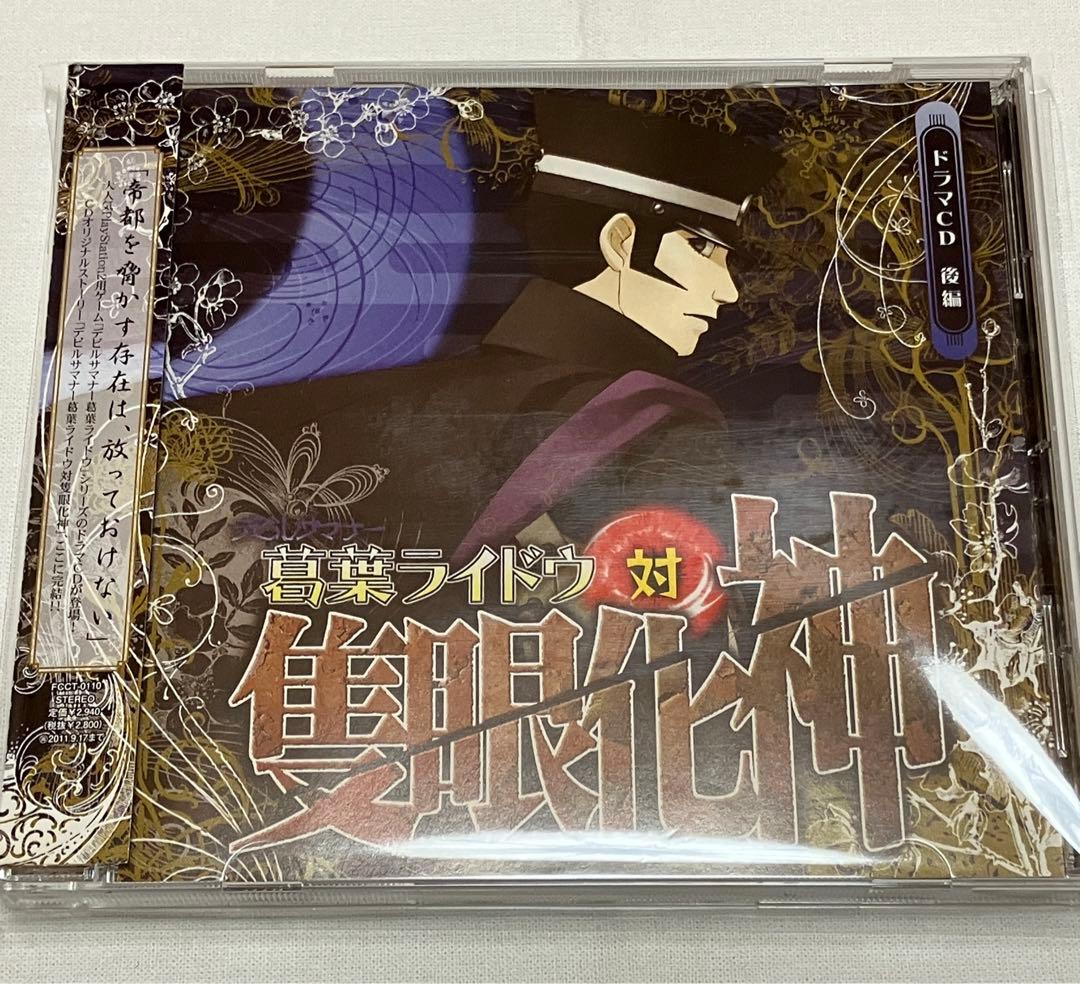 「帝都を脅かす存在は、放っておけない」
大人気PlayStation2用ゲーム「デビルサマナー葛葉ライドウ」シリーズのドラマCDが登場！
CDオリジナルストーリー「デビルサマナー葛葉ライドウ対隻眼化神」ここに完結!!
FCCT-0110
STEREO
定価￥2,940
(税抜￥2,800)
2011.9.17まで
ドラマCD 後編
デビルサマナー
葛葉ライドウ 対
隻眼化神